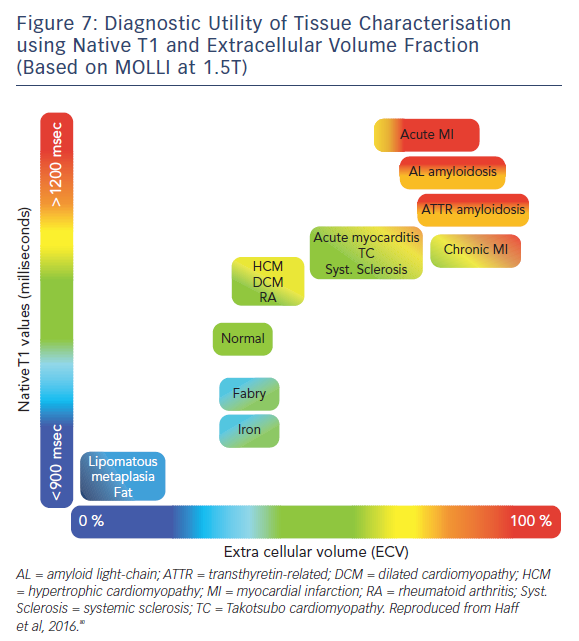 Figure 7: Diagnostic Utility of Tissue Characterisation
using Native T1 and Extracellular Volume Fraction
(Based on MOLLI at 1.5T)
Native T1 values (milliseconds)
> 1200 msec
<900 msec
Acute MI
AL amyloidosis
ATTR amyloidosis
Acute myocarditis
TC
Syst. Sclerosis
Chronic MI
HCM
DCM
RA
Normal
Fabry
Iron
Lipomatous
metaplasia
Fat
0 %
100 %
Extra cellular volume (ECV)
AL = amyloid light-chain; ATTR = transthyretin-related; DCM = dilated cardiomyopathy; HCM
= hypertrophic cardiomyopathy; MI = myocardial infarction; RA = rheumatoid arthritis; Syst.
Sclerosis = systemic sclerosis; TC = Takotsubo cardiomyopathy. Reproduced from Haff
et al, 2016.